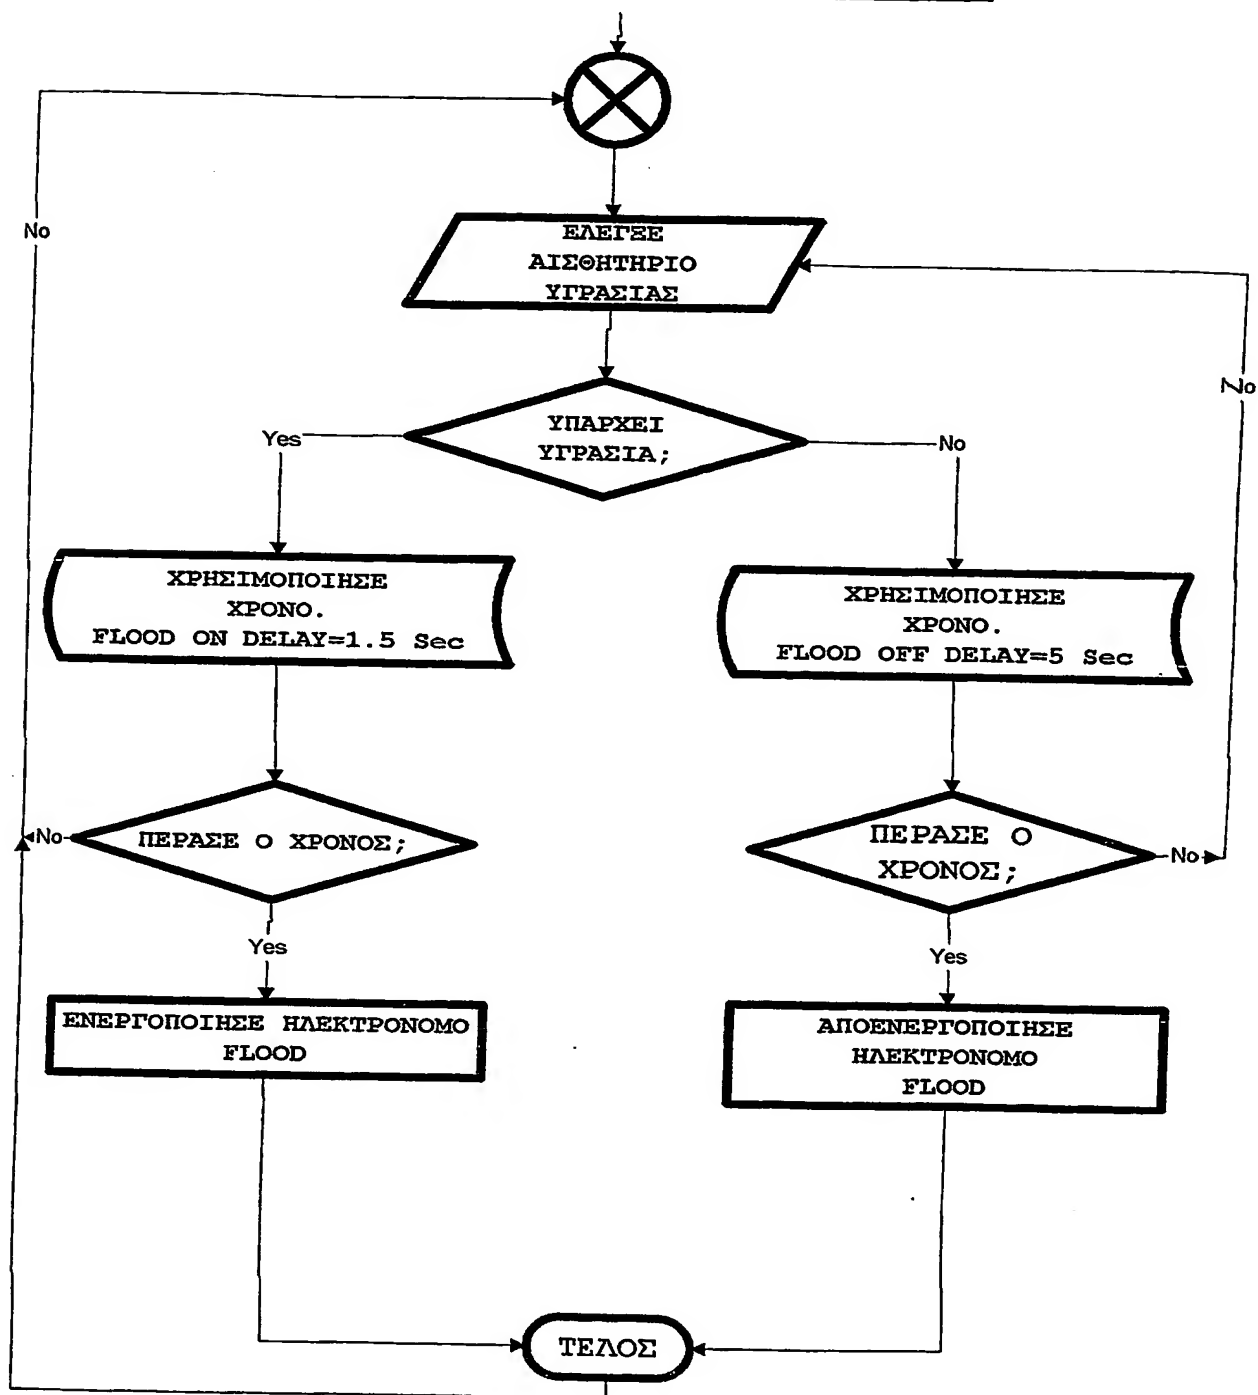 No
ΕΛΕΓΞΕ
ΑΙΣΘΗΤΗΡΙΟ
ΥΓΡΑΣΙΑΣ
No
ΥΠΑΡΧΕΙ
ΥΓΡΑΣΙΑ;
Yes
No
ΧΡΗΣΙΜΟΠΟΙΗΣΕ
ΧΡΟΝΟ.
FLOOD ON DELAY=1.5 Sec
ΧΡΗΣΙΜΟΠΟΙΗΣΕ
ΧΡΟΝΟ.
FLOOD OFF DELAY=5 Sec
No
ΠΕΡΑΣΕ Ο ΧΡΟΝΟΣ;
ΠΕΡΑΣΕ Ο
ΧΡΟΝΟΣ;
No
Yes
Yes
ΕΝΕΡΓΟΠΟΙΗΣΕ ΗΛΕΚΤΡΟΝΟΜΟ
FLOOD
ΑΠΟΕΝΕΡΓΟΠΟΙΗΣΕ
ΗΛΕΚΤΡΟΝΟΜΟ
FLOOD
ΤΕΛΟΣ